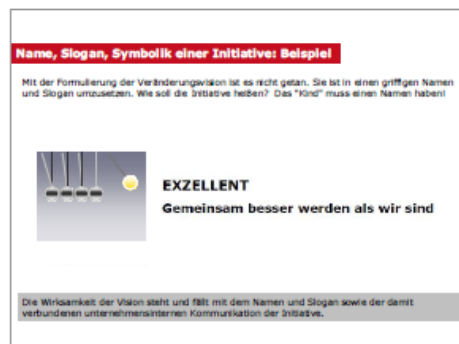 Name, Slogan, Symbolik einer Initiative: Beispiel
Mit der Formulierung der Veränderungsvision ist es nicht getan. Sie ist in einen griffigen Namen
und Slogan umzusetzen. Wie soll die Initiative heißen? Das "Kind" muss einen Namen haben!
EXZELLENT
Gemeinsam besser werden als wir sind
Die Wirksamkeit der Vision steht und fällt mit dem Namen und Slogan sowie der damit
verbundenen unternehmensinternen Kommunikation der Initiative.